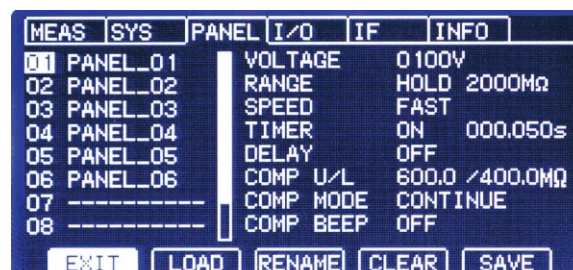 MEAS SYS PANEL I/O IF INFO
01 PANEL_01 VOLTAGE 0100V
02 PANEL_02 RANGE HOLD 2000MΩ
03 PANEL_03 SPEED FAST
04 PANEL_04 TIMER ON 000.050s
05 PANEL_05 DELAY OFF
06 PANEL_06 COMP U/L 600.0 /400.0MΩ
07 ---------- COMP MODE CONTINUE
08 ---------- COMP BEEP OFF
EXIT LOAD RENAME CLEAR SAVE